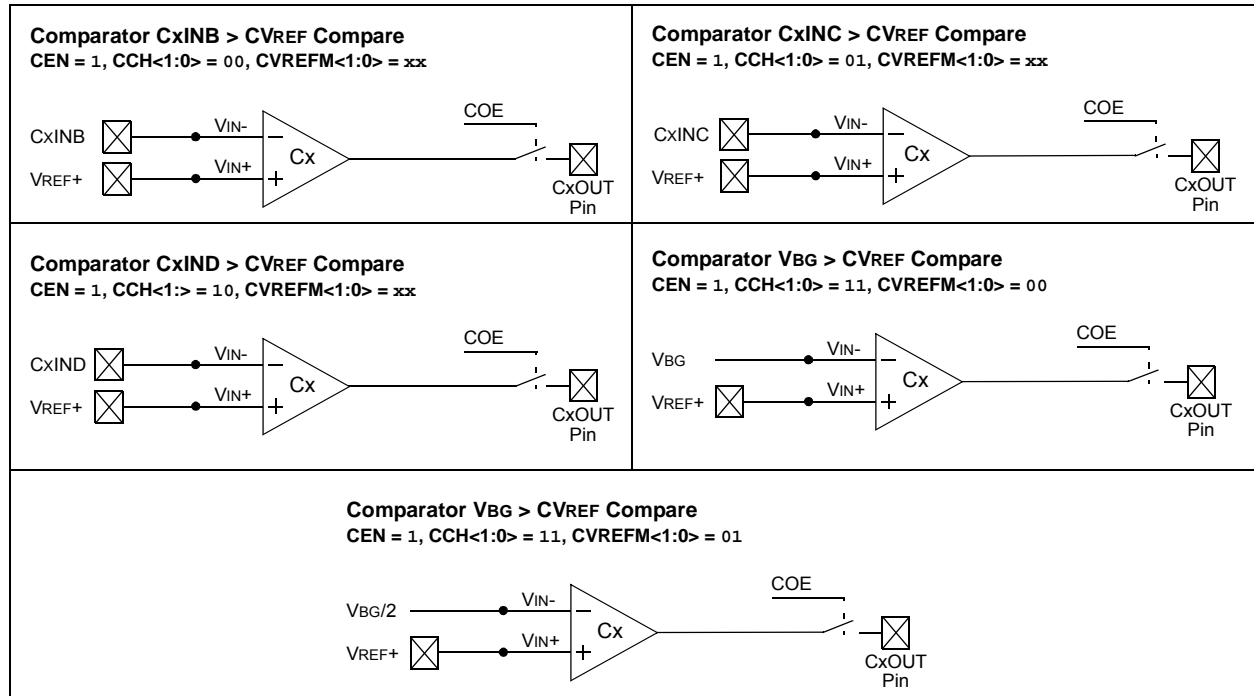 Comparator CxINB > CVREF Compare
CEN = 1, CCH<1:0> = 00, CVREFM<1:0> = xx
COE
CxINB
VIN-
–
Cx
VREF+
VIN+
+
CxOUT
Pin
Comparator CxINC > CVREF Compare
CEN = 1, CCH<1:0> = 01, CVREFM<1:0> = xx
COE
CxINC
VIN-
–
Cx
VREF+
VIN+
+
CxOUT
Pin
Comparator CxIND > CVREF Compare
CEN = 1, CCH<1:> = 10, CVREFM<1:0> = xx
COE
CxIND
VIN-
–
Cx
VREF+
VIN+
+
CxOUT
Pin
Comparator VBG > CVREF Compare
CEN = 1, CCH<1:0> = 11, CVREFM<1:0> = 00
COE
VBG
VIN-
–
Cx
VREF+
VIN+
+
CxOUT
Pin
Comparator VBG > CVREF Compare
CEN = 1, CCH<1:0> = 11, CVREFM<1:0> = 01
COE
VBG/2
VIN-
–
Cx
VREF+
VIN+
+
CxOUT
Pin